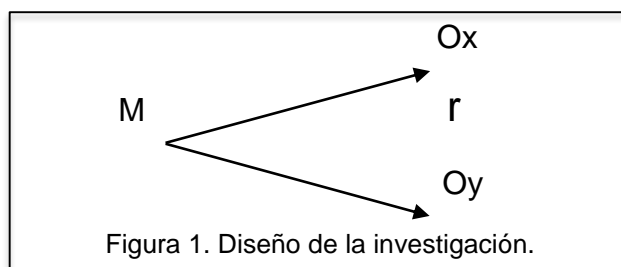 Ox
M
r
Oy
Figura 1. Diseño de la investigación.